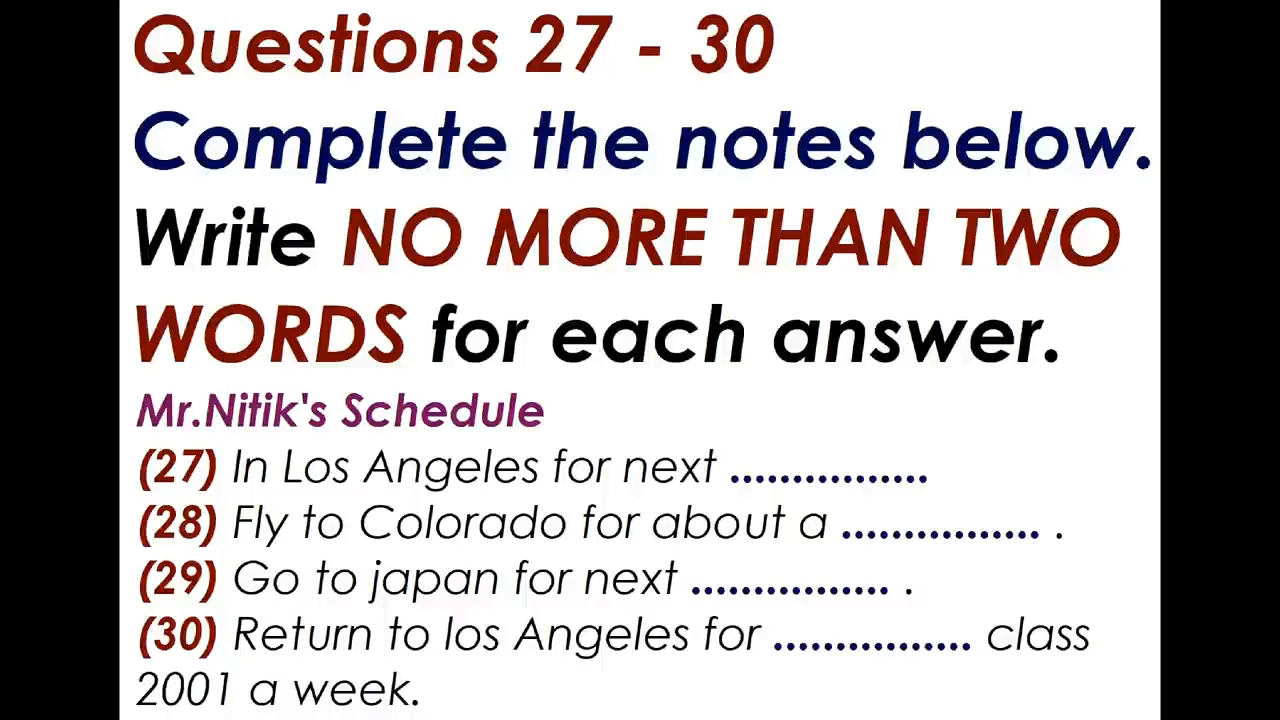 Questions 27 - 30
Complete the notes below.
Write NO MORE THAN TWO
WORDS for each answer.
Mr.Nitik's Schedule
(27) In Los Angeles for next ................
(28) Fly to Colorado for about a ................ .
(29) Go to japan for next ................ .
(30) Return to los Angeles for ................ class
2001 a week.